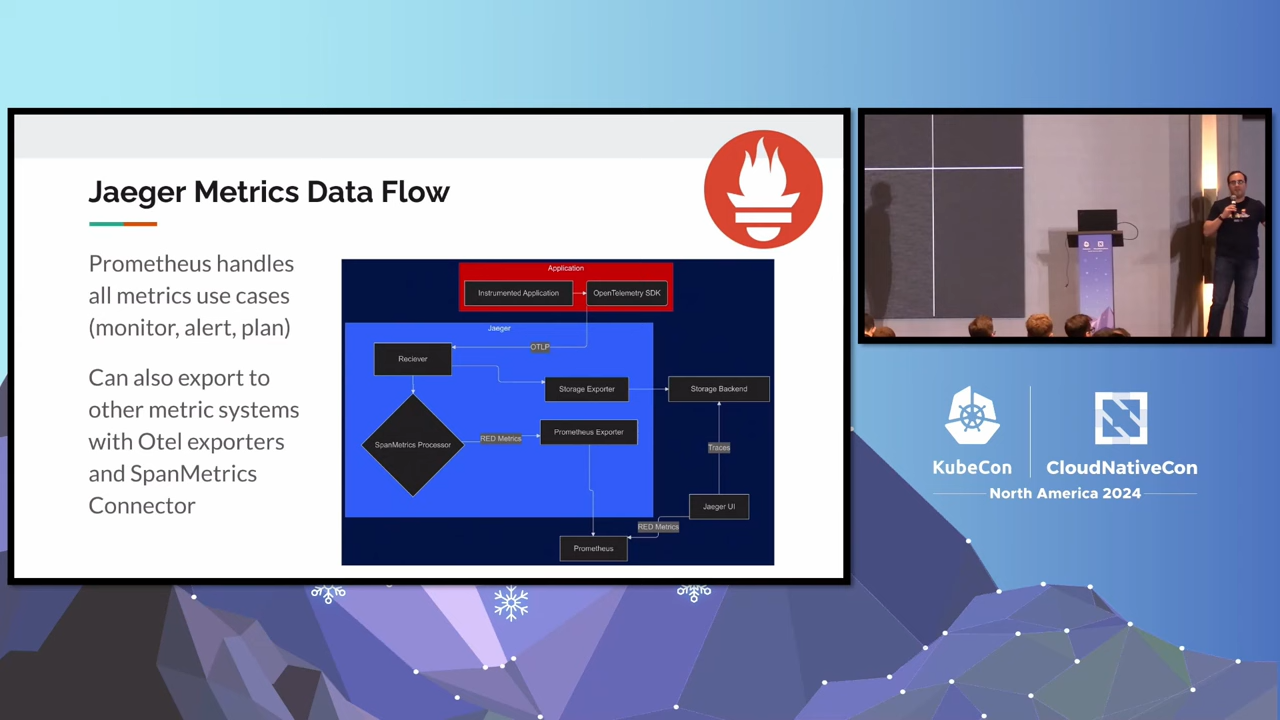 Jaeger Metrics Data Flow
Prometheus handles
all metrics use cases
(monitor, alert, plan)
Can also export to
other metric systems
with Otel exporters
and SpanMetrics
Connector
Application
Instrumented Application
OpenTelemetry SDK
Jaeger
OTLP
Reciever
Storage Exporter
Storage Backend
SpanMetrics Processor
RED Metrics
Prometheus Exporter
Traces
Jaeger UI
RED Metrics
Prometheus
KubeCon
CloudNativeCon
North America 2024